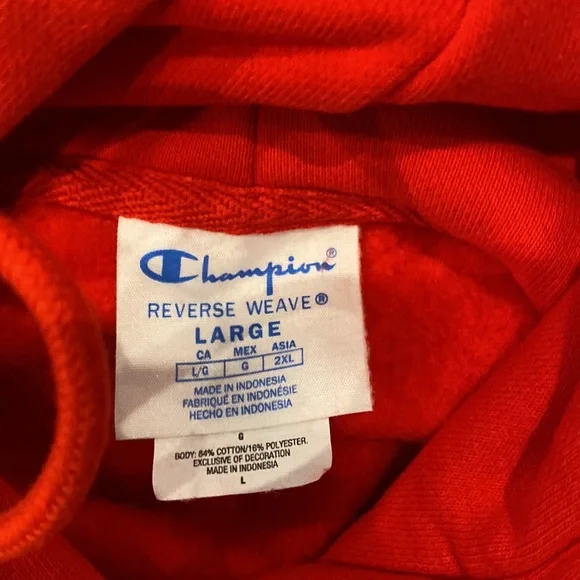 Champion®
REVERSE WEAVE®
LARGE
CA MEX ASIA
L/G G 2XL
MADE IN INDONESIA
FABRIQUÉ EN INDONÉSIE
HECHO EN INDONESIA
G
BODY: 84% COTTON/16% POLYESTER.
EXCLUSIVE OF DECORATION
MADE IN INDONESIA
L